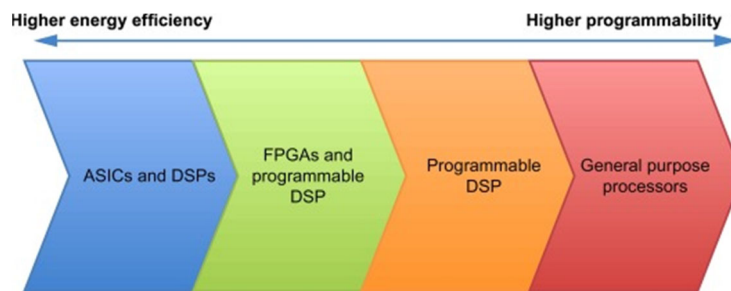 Higher energy efficiency
Higher programmability
ASICs and DSPs
FPGAs and
programmable
DSP
Programmable
DSP
General purpose
processors